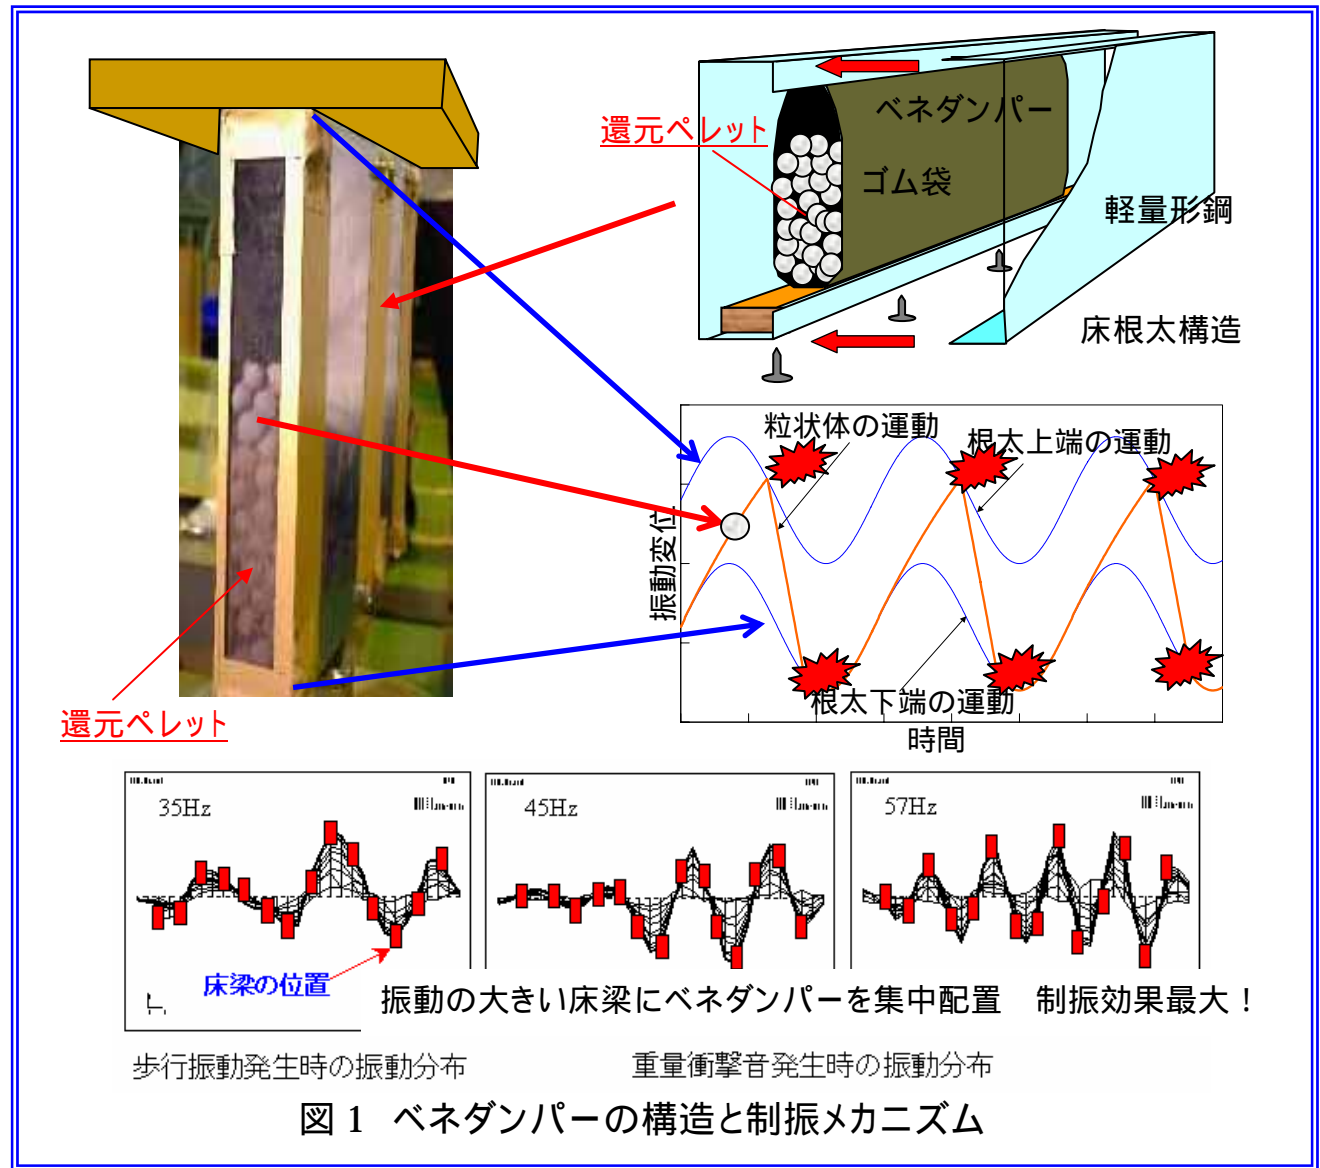 ベネダンパー
還元ペレット
ゴム袋
軽量形鋼
床根太構造
粒状体の運動
根太上端の運動
振動変位
根太下端の運動
時間
還元ペレット
35Hz
45Hz
57Hz
床梁の位置
振動の大きい床梁にベネダンパーを集中配置 制振効果最大！
歩行振動発生時の振動分布
重量衝撃音発生時の振動分布
図 1 ベネダンパーの構造と制振メカニズム